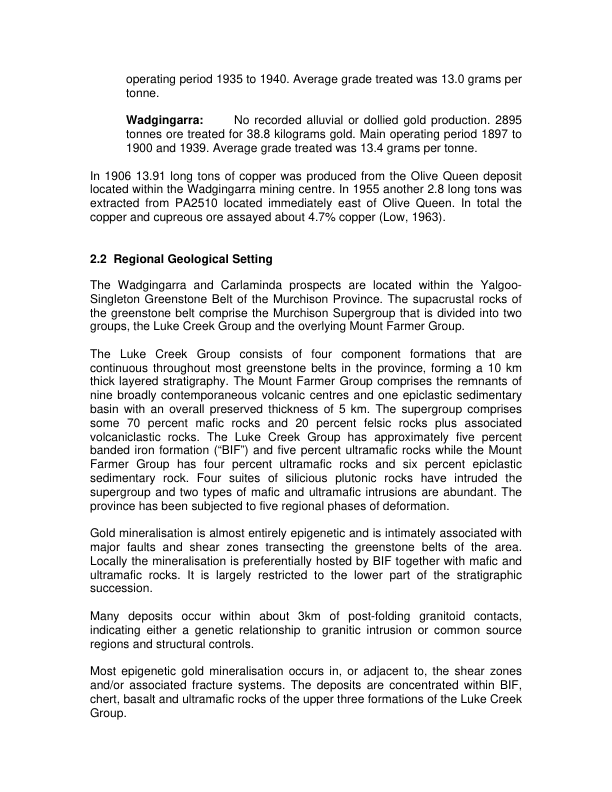 operating period 1935 to 1940. Average grade treated was 13.0 grams per
tonne.
Wadgingarra: No recorded alluvial or dollied gold production. 2895
tonnes ore treated for 38.8 kilograms gold. Main operating period 1897 to
1900 and 1939. Average grade treated was 13.4 grams per tonne.
In 1906 13.91 long tons of copper was produced from the Olive Queen deposit
located within the Wadgingarra mining centre. In 1955 another 2.8 long tons was
extracted from PA2510 located immediately east of Olive Queen. In total the
copper and cupreous ore assayed about 4.7% copper (Low, 1963).
2.2 Regional Geological Setting
The Wadgingarra and Carlaminda prospects are located within the Yalgoo-
Singleton Greenstone Belt of the Murchison Province. The supacrustal rocks of
the greenstone belt comprise the Murchison Supergroup that is divided into two
groups, the Luke Creek Group and the overlying Mount Farmer Group.
The Luke Creek Group consists of four component formations that are
continuous throughout most greenstone belts in the province, forming a 10 km
thick layered stratigraphy. The Mount Farmer Group comprises the remnants of
nine broadly contemporaneous volcanic centres and one epiclastic sedimentary
basin with an overall preserved thickness of 5 km. The supergroup comprises
some 70 percent mafic rocks and 20 percent felsic rocks plus associated
volcaniclastic rocks. The Luke Creek Group has approximately five percent
banded iron formation (“BIF”) and five percent ultramafic rocks while the Mount
Farmer Group has four percent ultramafic rocks and six percent epiclastic
sedimentary rock. Four suites of silicious plutonic rocks have intruded the
supergroup and two types of mafic and ultramafic intrusions are abundant. The
province has been subjected to five regional phases of deformation.
Gold mineralisation is almost entirely epigenetic and is intimately associated with
major faults and shear zones transecting the greenstone belts of the area.
Locally the mineralisation is preferentially hosted by BIF together with mafic and
ultramafic rocks. It is largely restricted to the lower part of the stratigraphic
succession.
Many deposits occur within about 3km of post-folding granitoid contacts,
indicating either a genetic relationship to granitic intrusion or common source
regions and structural controls.
Most epigenetic gold mineralisation occurs in, or adjacent to, the shear zones
and/or associated fracture systems. The deposits are concentrated within BIF,
chert, basalt and ultramafic rocks of the upper three formations of the Luke Creek
Group.